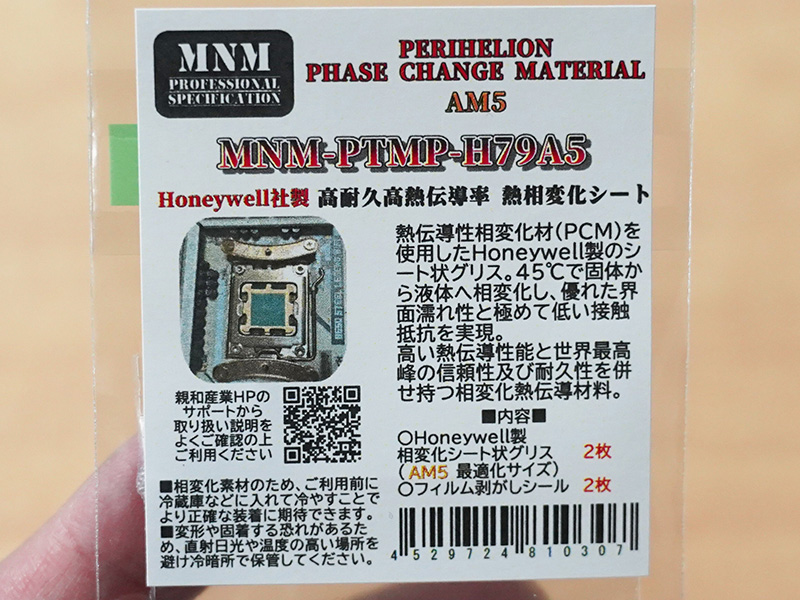 MNM
PROFESSIONAL
SPECIFICATION
PERIHELION
PHASE CHANGE MATERIAL
AM5
MNM-PTMP-H79A5
Honeywell社製 高耐久高熱伝導率 熱相変化シート
熱伝導性相変化材(PCM)を
使用したHoneywell製のシ
ート状グリス。45℃で固体か
ら液体へ相変化し、優れた界
面濡れ性と極めて低い接触
抵抗を実現。
高い熱伝導性能と世界最高
峰の信頼性及び耐久性を併
せ持つ相変化熱伝導材料。
親和産業HPの
サポートから
取り扱い説明を
よくご確認の上
ご利用ください
■内容■
〇Honeywell製
相変化シート状グリス 2枚
(AM5 最適化サイズ)
〇フィルム剥がしシール 2枚
■相変化素材のため、ご利用前に
冷蔵庫などに入れて冷やすことで
より正確な装着に期待できます。
■変形や固着する恐れがあるた
め、直射日光や温度の高い場所を
避け冷暗所で保管してください。
4 529724 810307